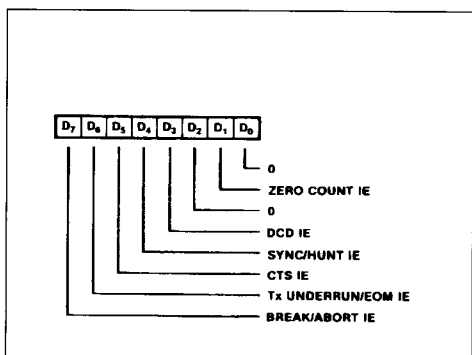 D7 D6 D5 D4 D3 D2 D1 D0
0
ZERO COUNT IE
0
DCD IE
SYNC/HUNT IE
CTS IE
Tx UNDERRUN/EOM IE
BREAK/ABORT IE